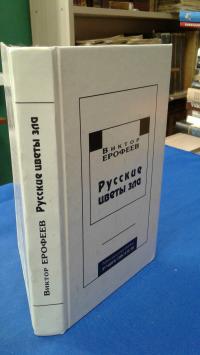 Виктор ЕРОФЕЕВ Русские цветы зла
Виктор
ЕРОФЕЕВ
Русские
цветы зла